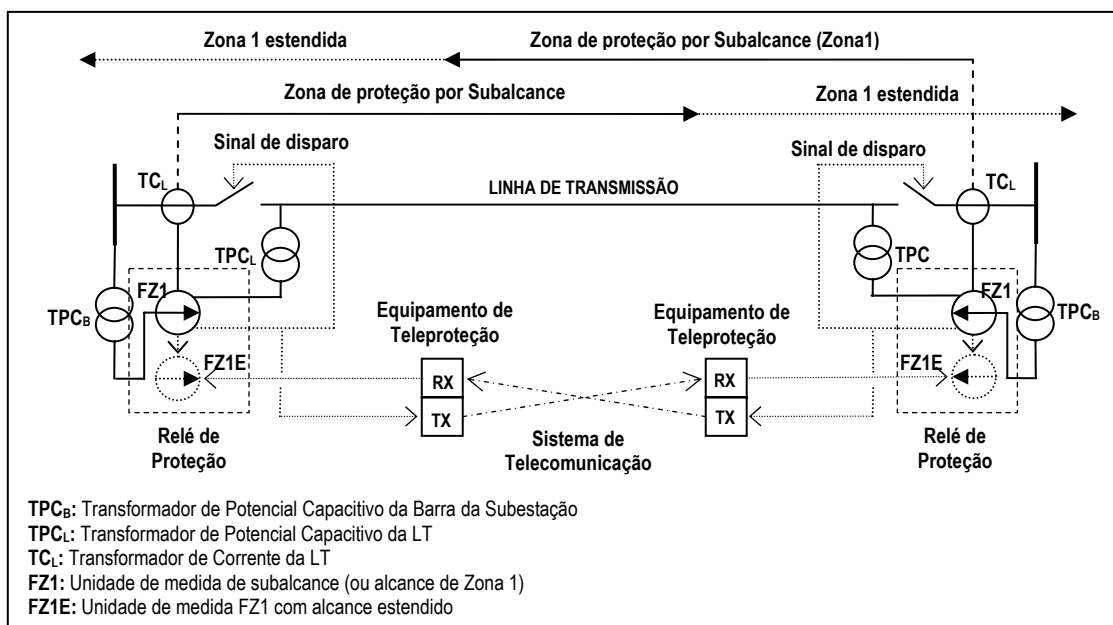 Zona 1 estendida
Zona de proteção por Subalcance (Zona1)
Zona de proteção por Subalcance
Zona 1 estendida
Sinal de disparo
Sinal de disparo
TCL
LINHA DE TRANSMISSÃO
TCL
TPCL
TPC
FZ1
FZ1
TPCB
TPCB
Equipamento de
Teleproteção
Equipamento de
Teleproteção
FZ1E
FZ1E
RX
RX
TX
TX
Relé de
Proteção
Sistema de
Telecomunicação
Relé de
Proteção
TPCB: Transformador de Potencial Capacitivo da Barra da Subestação
TPCL: Transformador de Potencial Capacitivo da LT
TCL: Transformador de Corrente da LT
FZ1: Unidade de medida de subalcance (ou alcance de Zona 1)
FZ1E: Unidade de medida FZ1 com alcance estendido